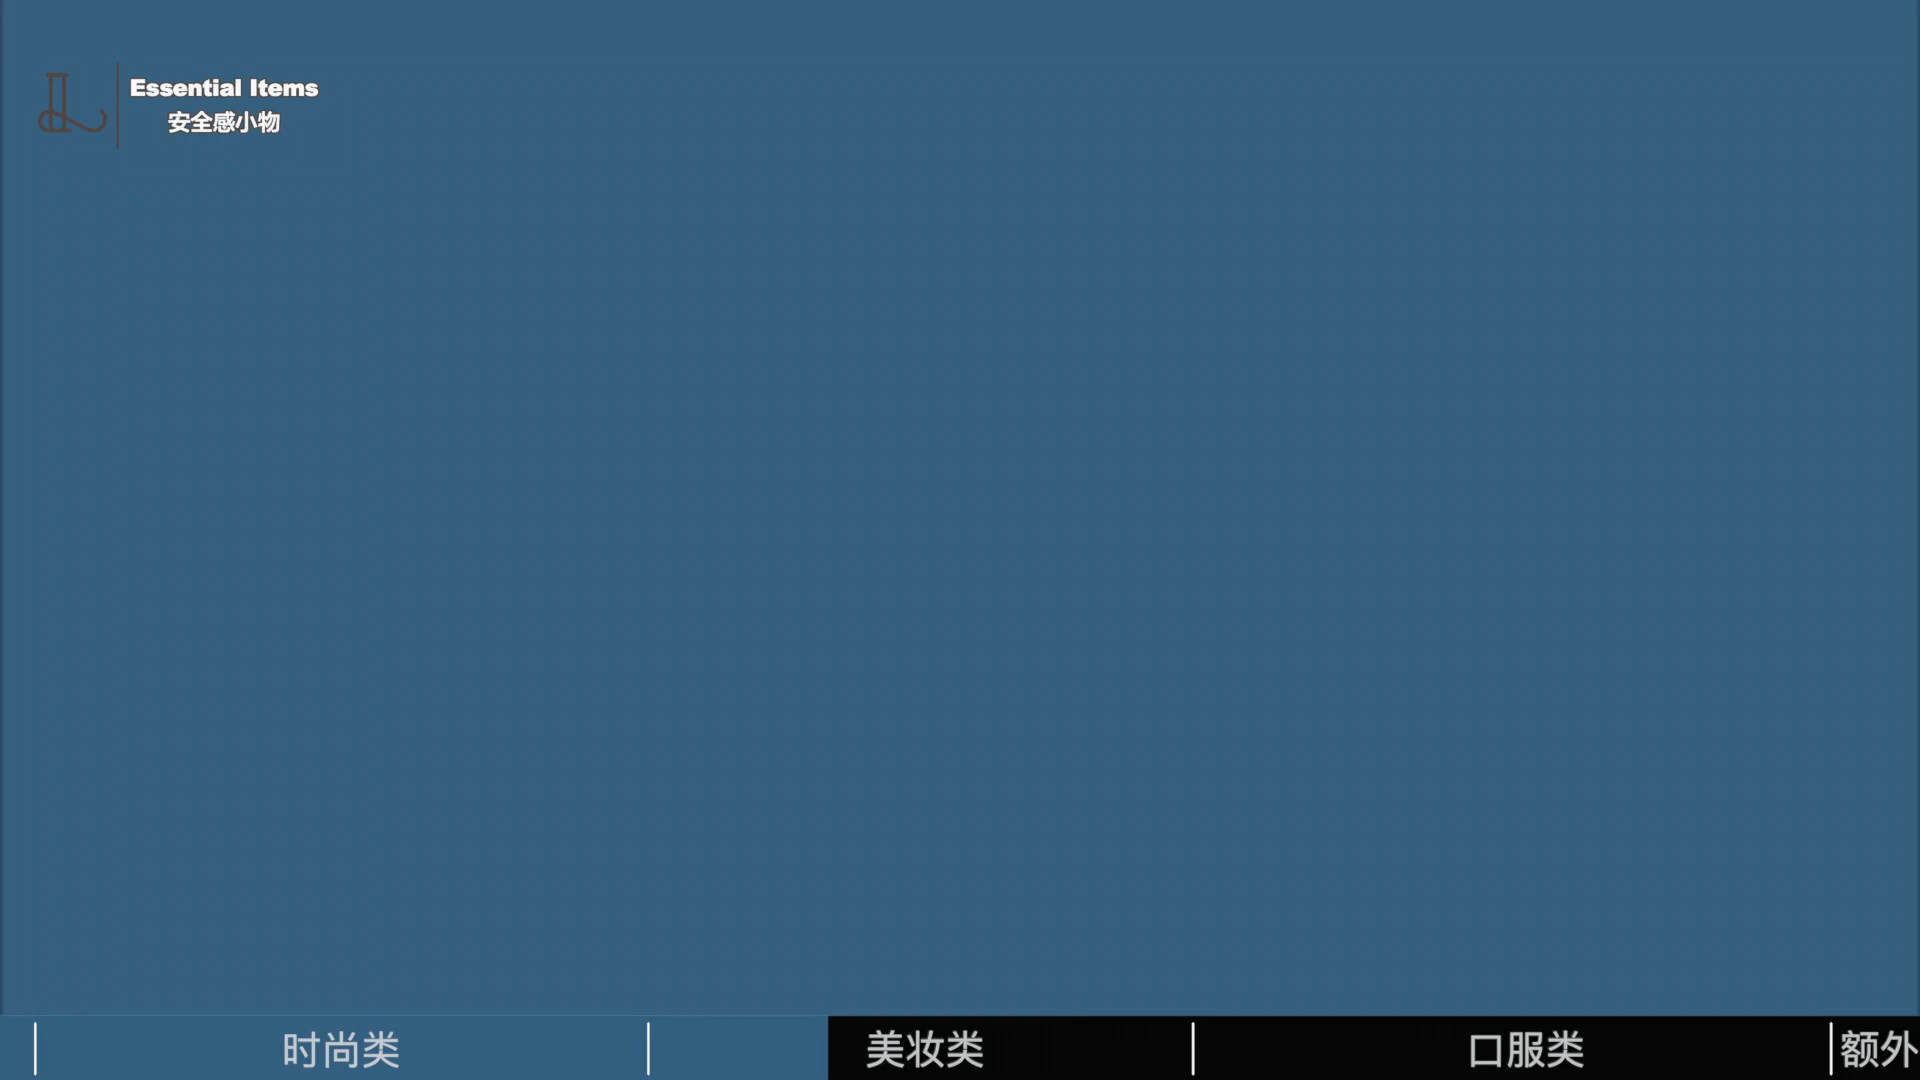 Essential Items
安全感小物
时尚类
美妆类
口服类
额外